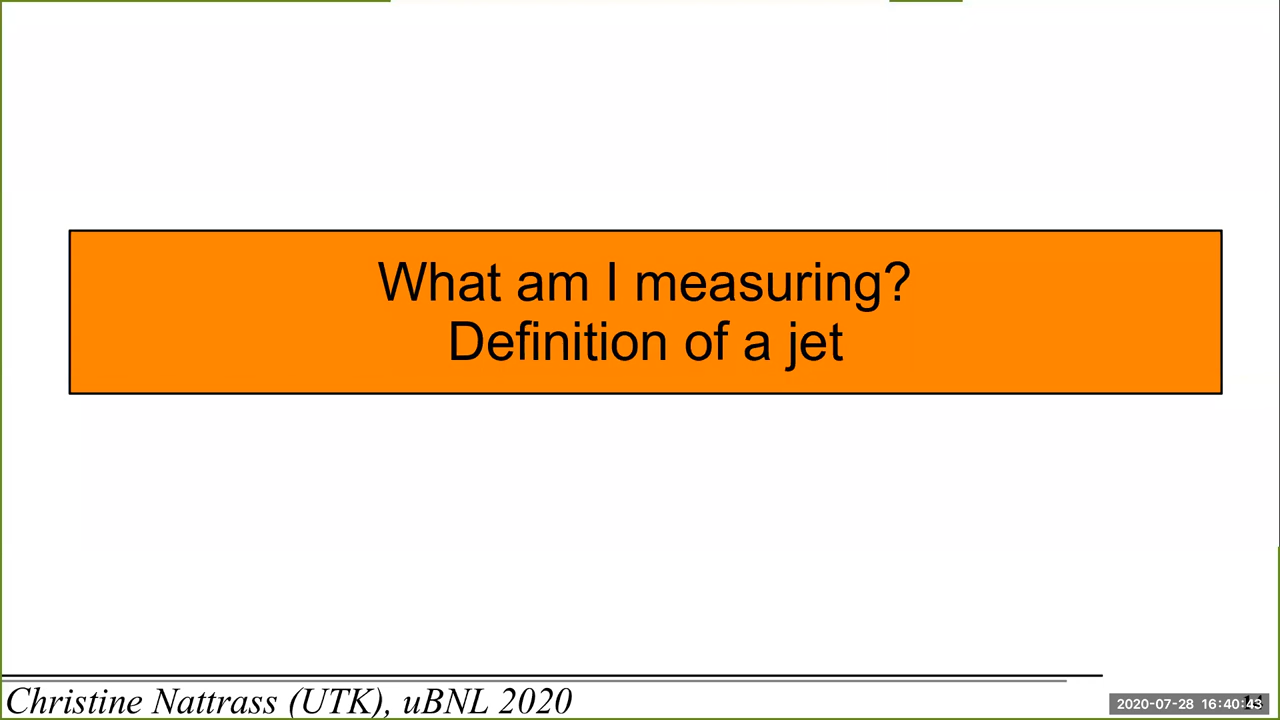 What am I measuring?
Definition of a jet
Christine Nattrass (UTK), uBNL 2020
2020-07-28 16:40:43